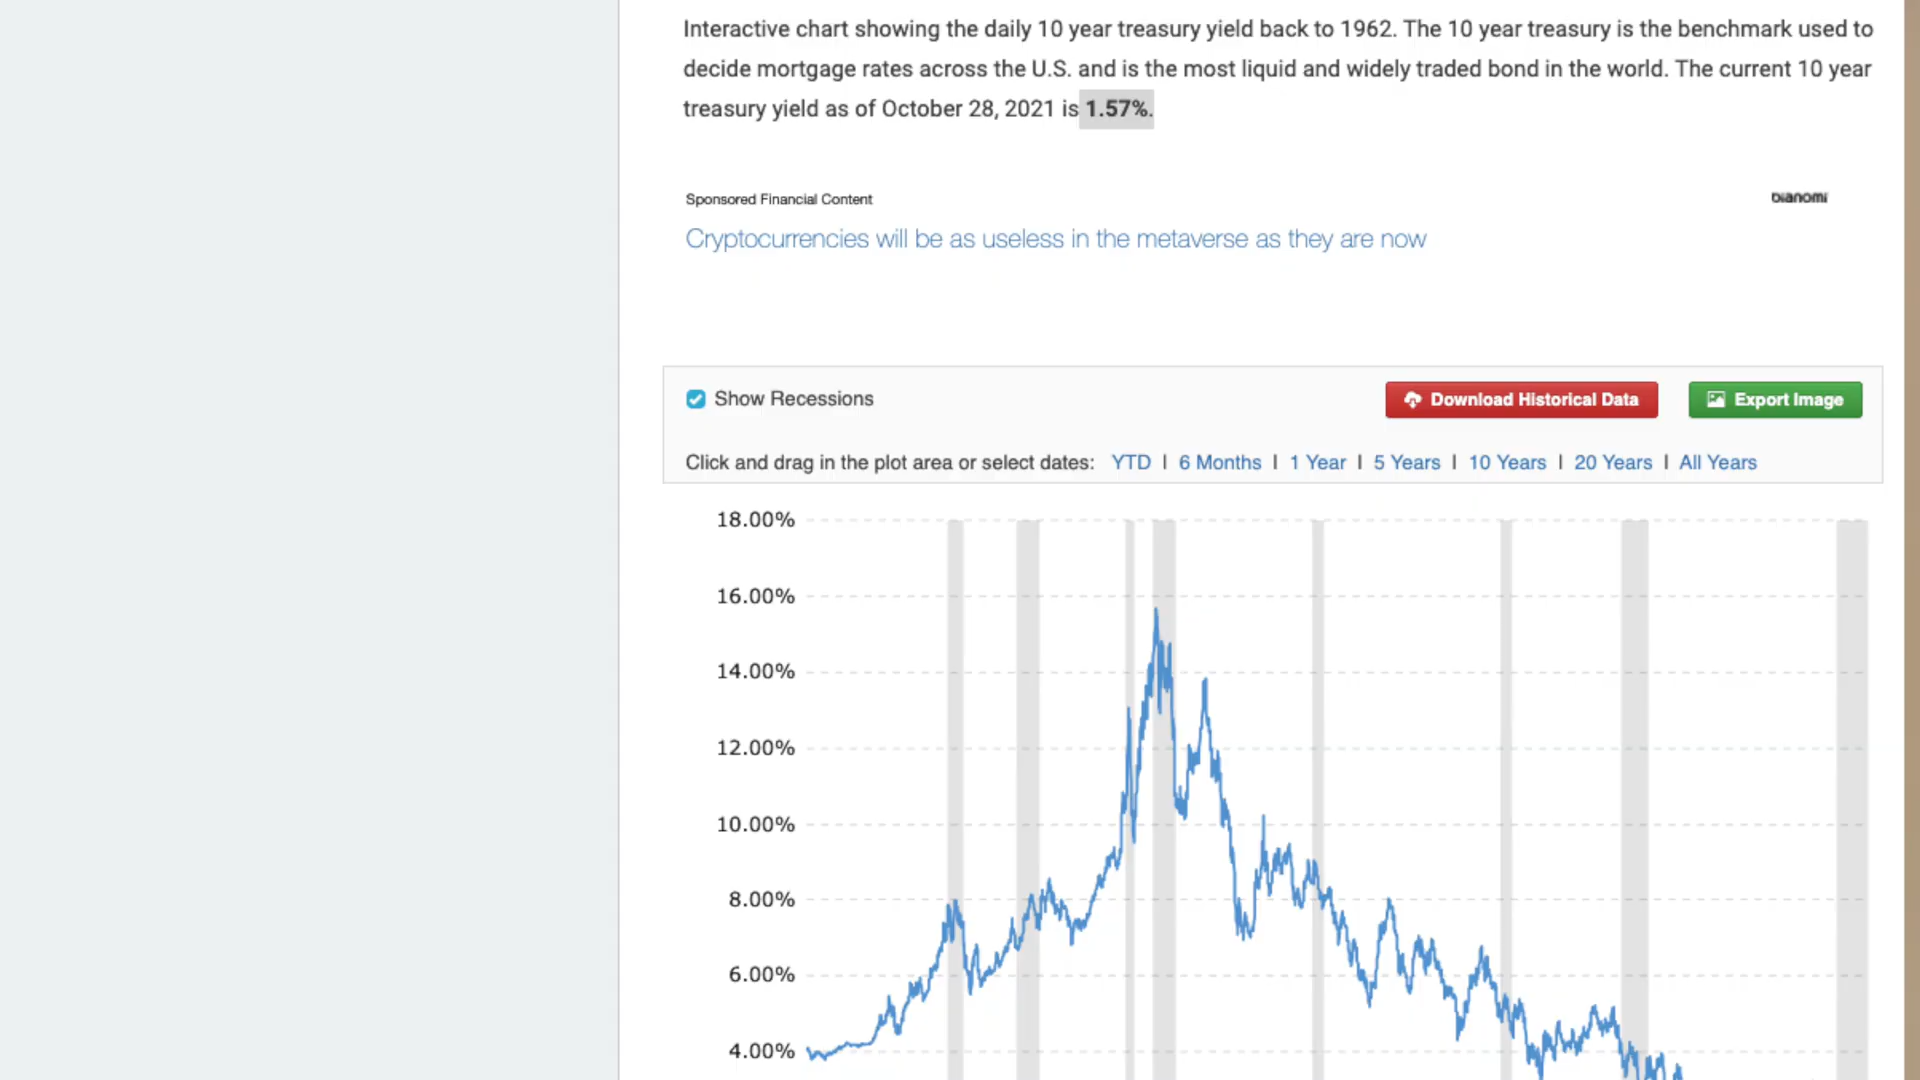 Interactive chart showing the daily 10 year treasury yield back to 1962. The 10 year treasury is the benchmark used to
decide mortgage rates across the U.S. and is the most liquid and widely traded bond in the world. The current 10 year
treasury yield as of October 28, 2021 is 1.57%.
Sponsored Financial Content
DIANOMI
Cryptocurrencies will be as useless in the metaverse as they are now
Show Recessions
Download Historical Data
Export Image
Click and drag in the plot area or select dates: YTD | 6 Months | 1 Year | 5 Years | 10 Years | 20 Years | All Years
18.00%
16.00%
14.00%
12.00%
10.00%
8.00%
6.00%
4.00%